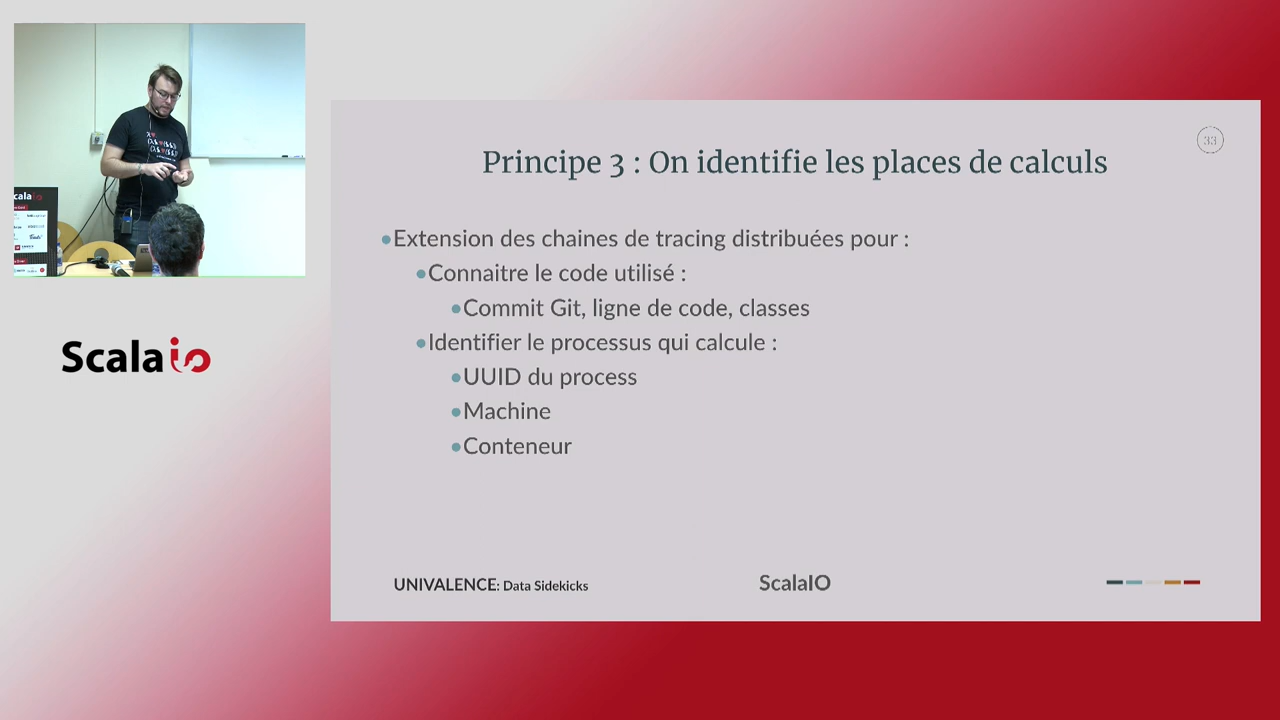 33
Principe 3 : On identifie les places de calculs
•Extension des chaines de tracing distribuées pour :
•Connaitre le code utilisé :
•Commit Git, ligne de code, classes
•Identifier le processus qui calcule :
•UUID du process
•Machine
•Conteneur
UNIVALENCE: Data Sidekicks
ScalaIO
Scala io